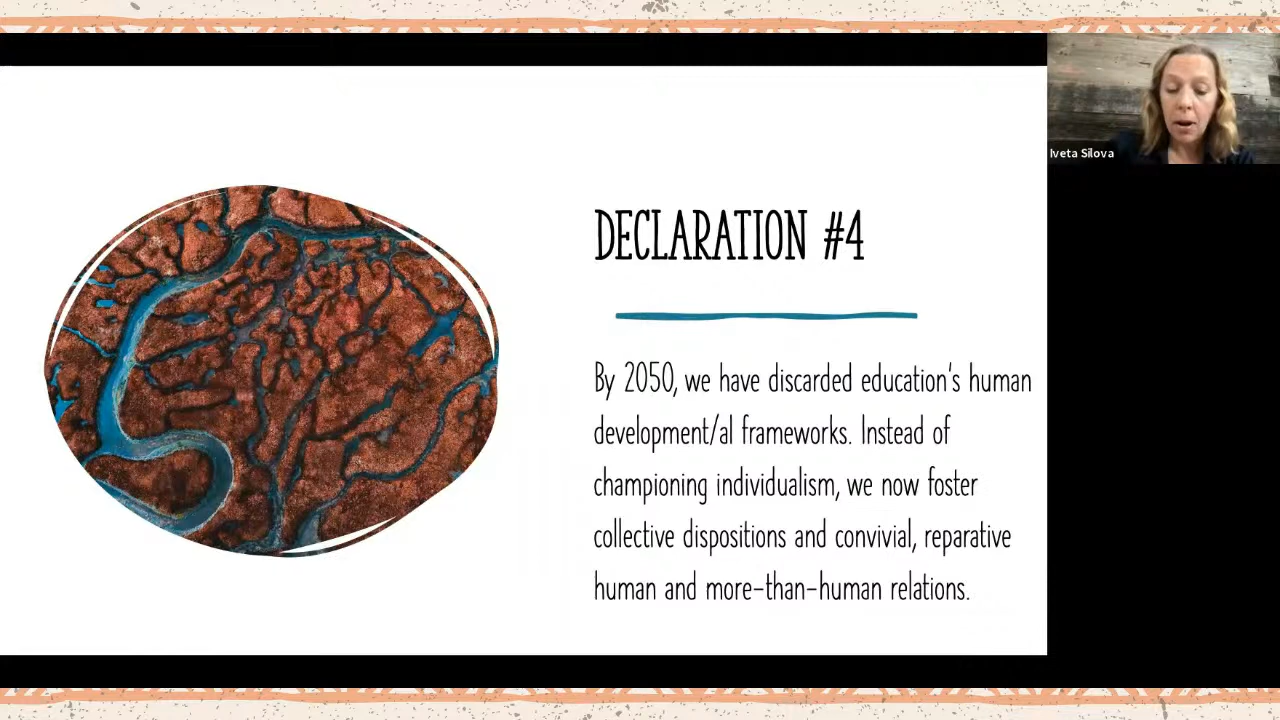 Iveta Silova
DECLARATION #4
By 2050, we have discarded education's human
development/al frameworks. Instead of
championing individualism, we now foster
collective dispositions and convivial, reparative
human and more-than-human relations.